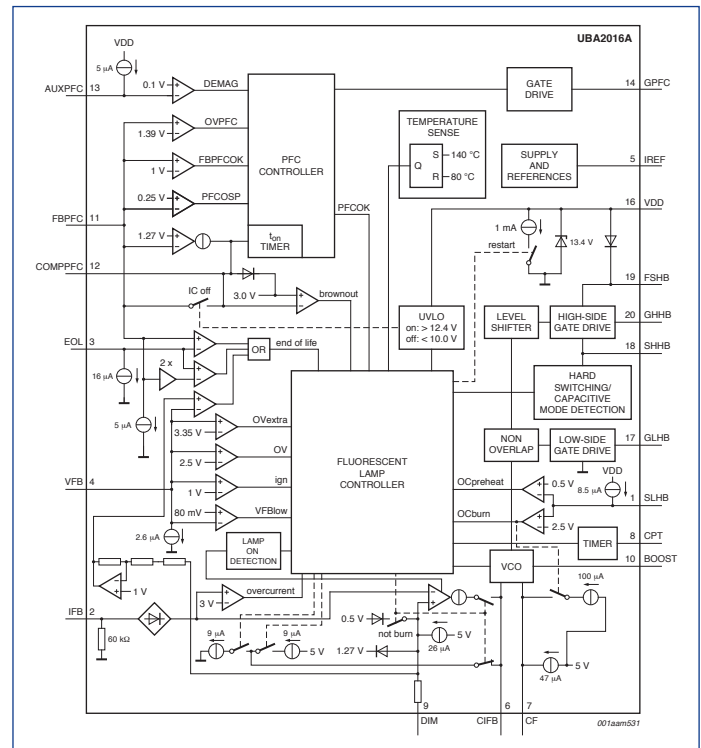 UBA2016A
VDD
5 μA
AUXPFC 13
0.1 V
DEMAG
OVPFC
1.39 V
FBPFCOK
1 V
0.25 V
PFCOSP
FBPFC
11
1.27 V
COMPPFC
12
PFC
CONTROLLER
ton
TIMER
PFCOK
GATE
DRIVE
14 GPFC
TEMPERATURE
SENSE
S
140 °C
Q
R
80 °C
SUPPLY
AND
REFERENCES
5 IREF
16 VDD
1 mA
restart
13.4 V
19 FSHB
IC off
3.0 V
brownout
UVLO
on: > 12.4 V
off: < 10.0 V
LEVEL
SHIFTER
HIGH-SIDE
GATE DRIVE
20 GHHB
18 SHHB
EOL 3
OR
end of life
2 x
16 μA
5 μA
HARD
SWITCHING/
CAPACITIVE
MODE DETECTION
OVextra
3.35 V
OV
2.5 V
ign
1 V
VFBlow
80 mV
VFB 4
2.6 μA
FLUORESCENT
LAMP
CONTROLLER
NON
OVERLAP
LOW-SIDE
GATE DRIVE
17 GLHB
VDD
8.5 μA
OCpreheat
0.5 V
1 SLHB
OCburn
2.5 V
TIMER
8 CPT
LAMP
ON
DETECTION
VCO
10 BOOST
1 V
overcurrent
3 V
100 μA
IFB 2
60 kΩ
0.5 V
not burn
5 V
26 μA
9 μA
9 μA
5 V
1.27 V
5 V
47 μA
9
DIM
6
CIFB
7
CF
001aam531